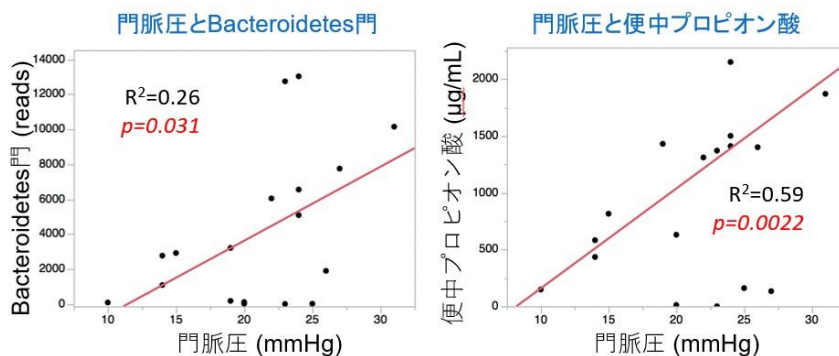 門脈圧とBacteroidetes門
Bacteroidetes門 (reads)
14000
12000
10000
8000
6000
4000
2000
0
R²=0.26
p=0.031
10 15 20 25 30
門脈圧 (mmHg)
門脈圧と便中プロピオン酸
便中プロピオン酸 (µg/mL)
2000
1500
1000
500
0
R²=0.59
p=0.0022
10 15 20 25 30
門脈圧 (mmHg)